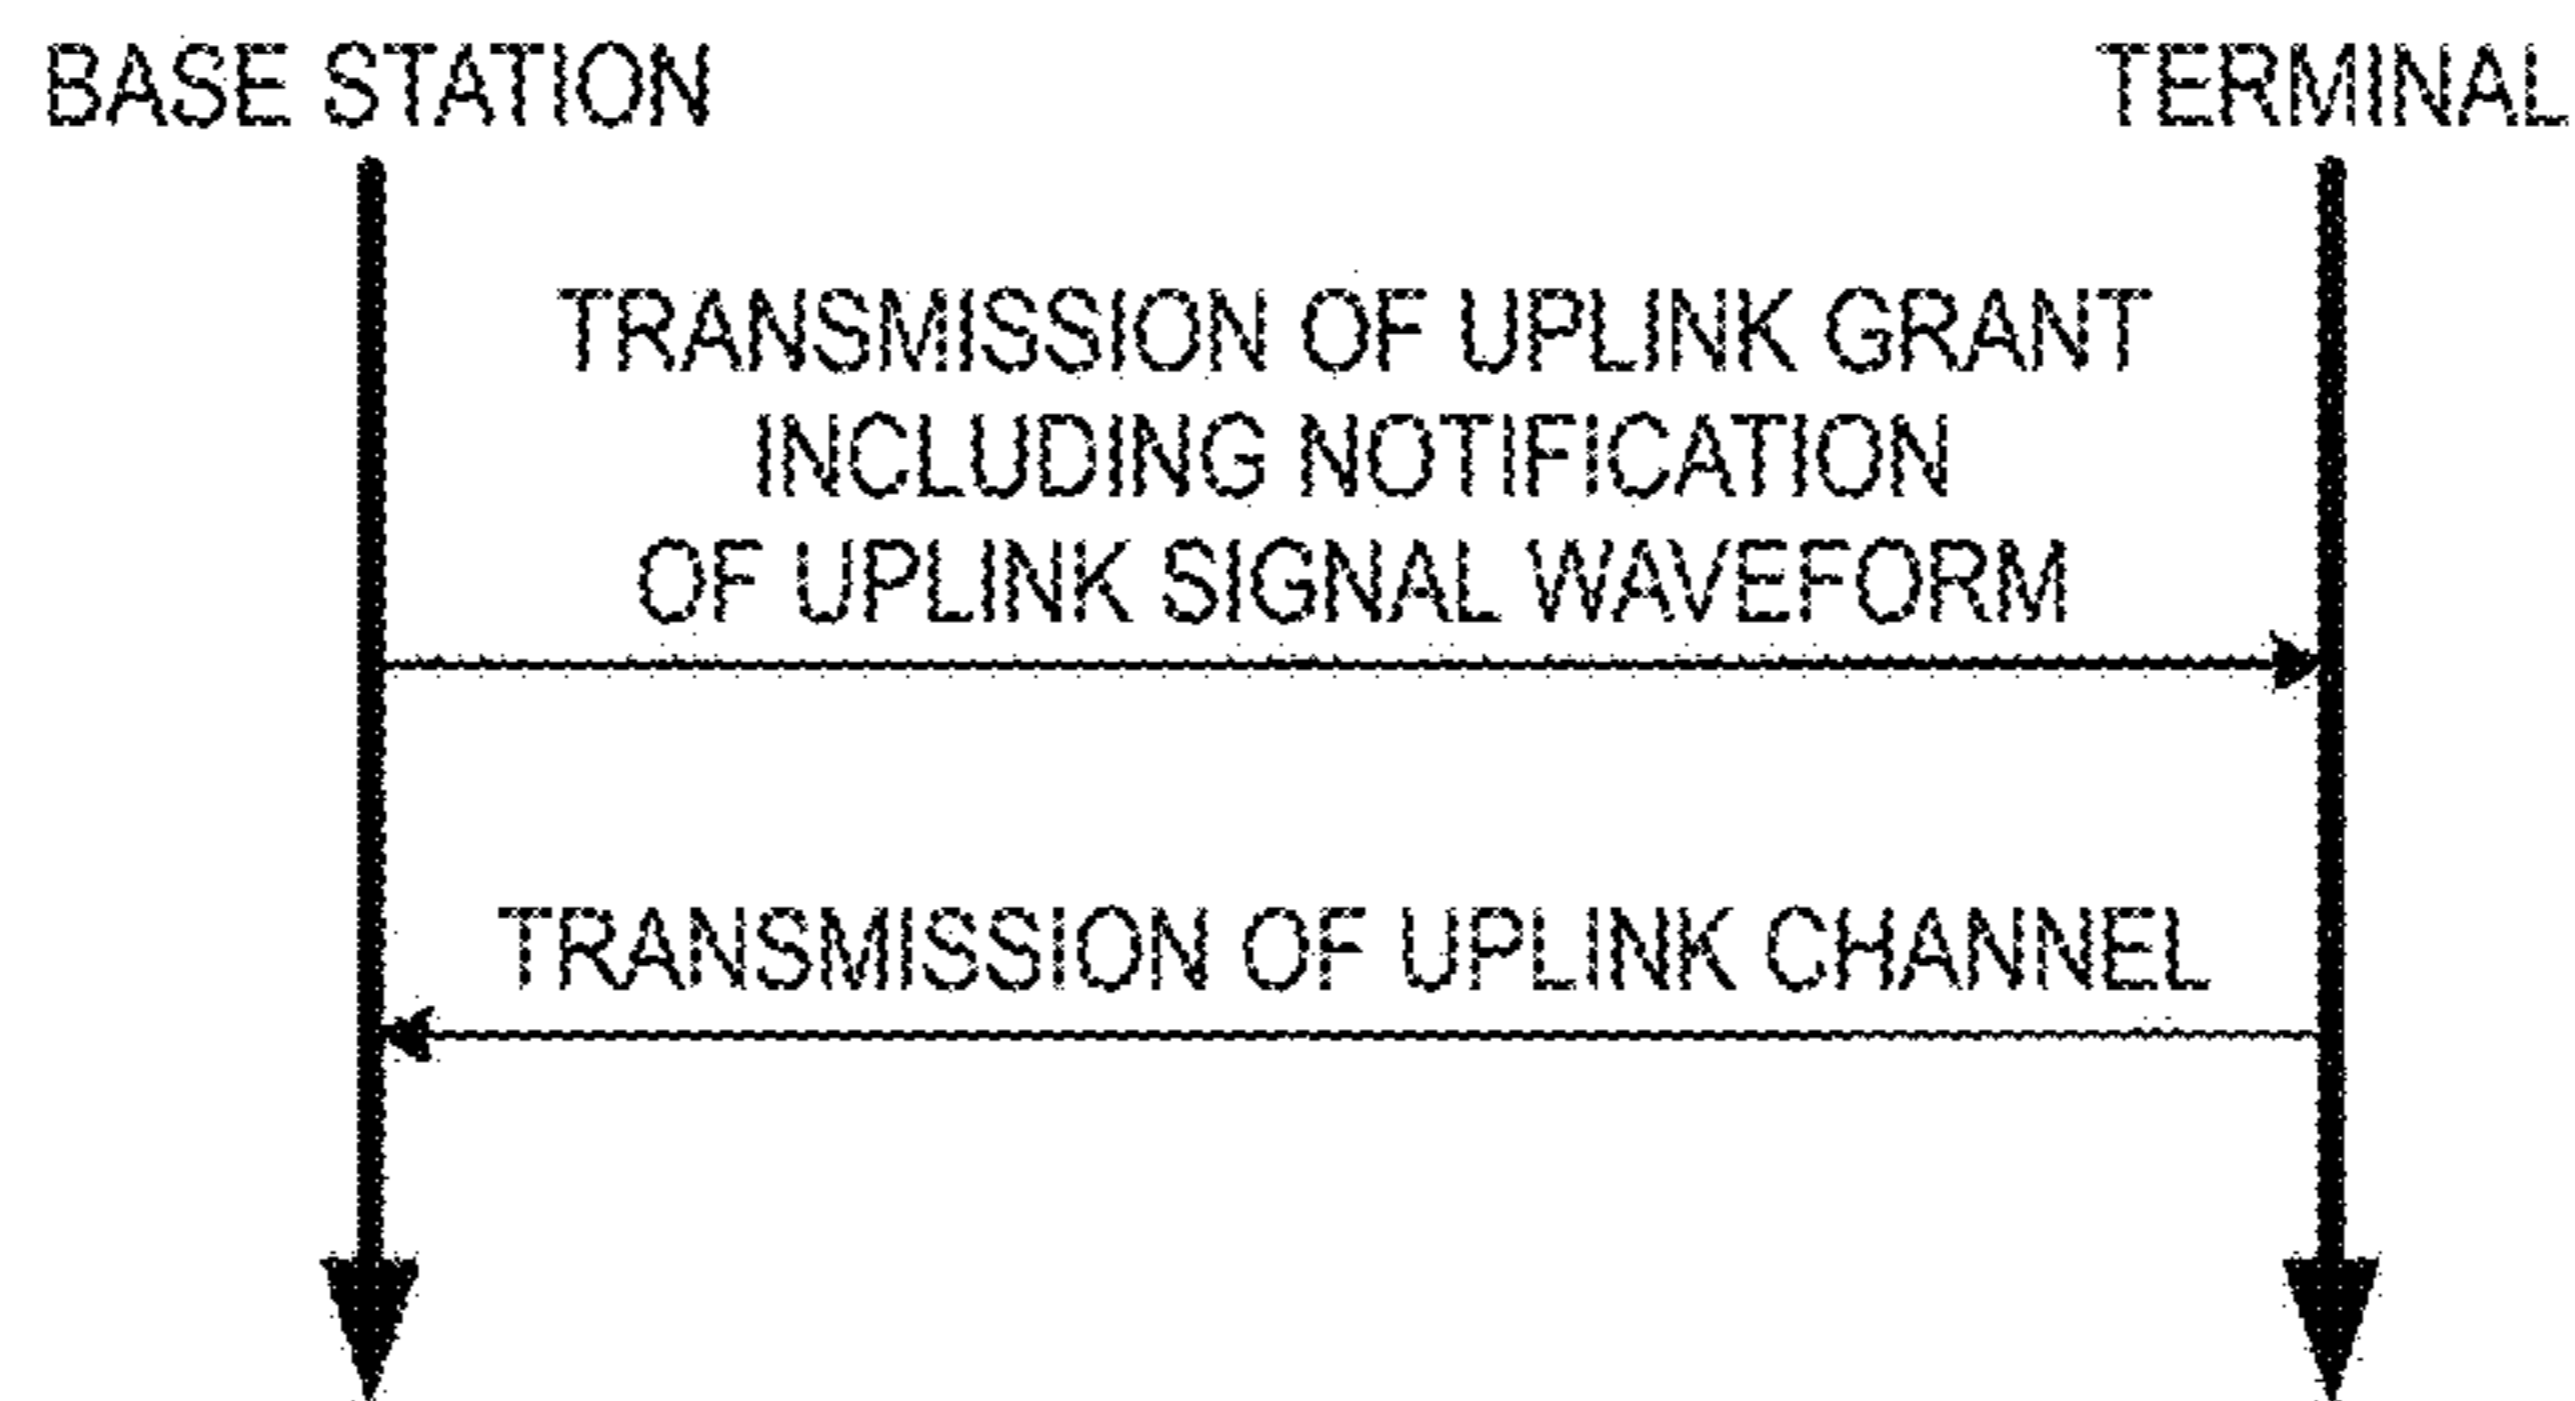 BASE STATION
TERMINAL
TRANSMISSION OF UPLINK GRANT
INCLUDING NOTIFICATION
OF UPLINK SIGNAL WAVEFORM
TRANSMISSION OF UPLINK CHANNEL